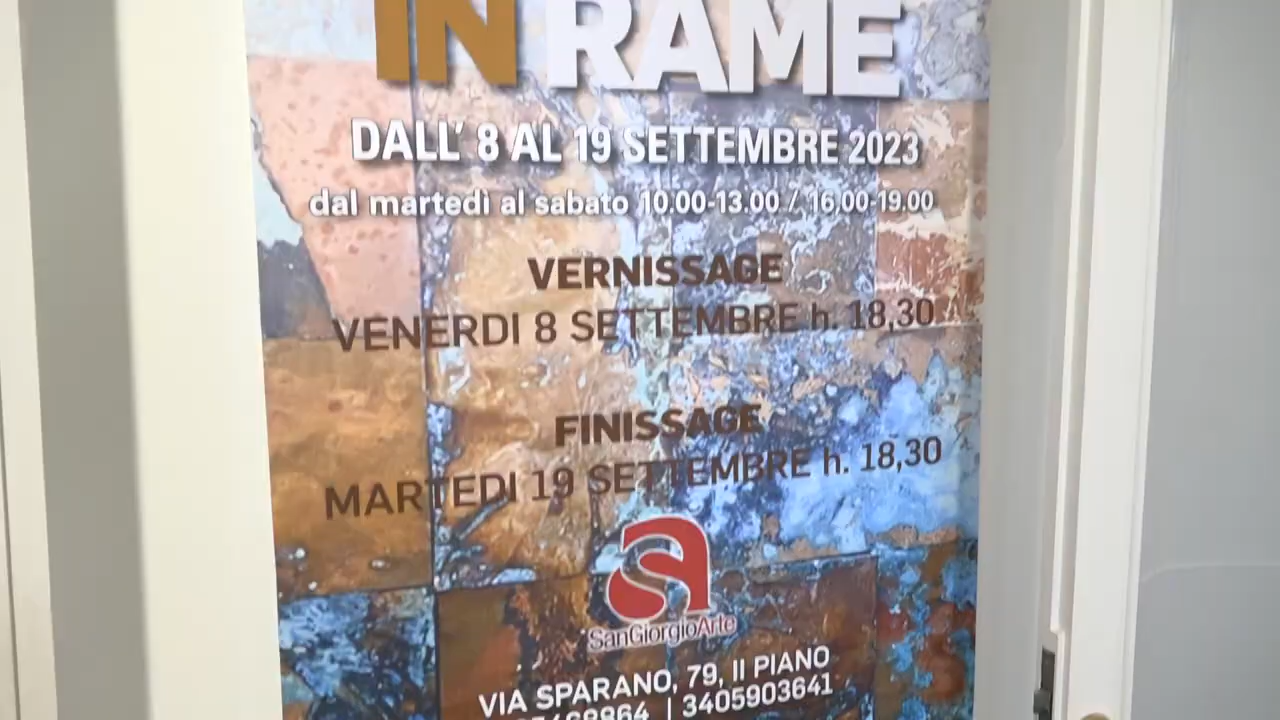 IN RAME
DALL' 8 AL 19 SETTEMBRE 2023
dal martedì al sabato 10.00-13.00 / 16.00-19.00
VERNISSAGE
VENERDI 8 SETTEMBRE h. 18,30
FINISSAGE
MARTEDI 19 SETTEMBRE h. 18,30
SanGiorgioArte
VIA SPARANO, 79, II PIANO
| 3405903641